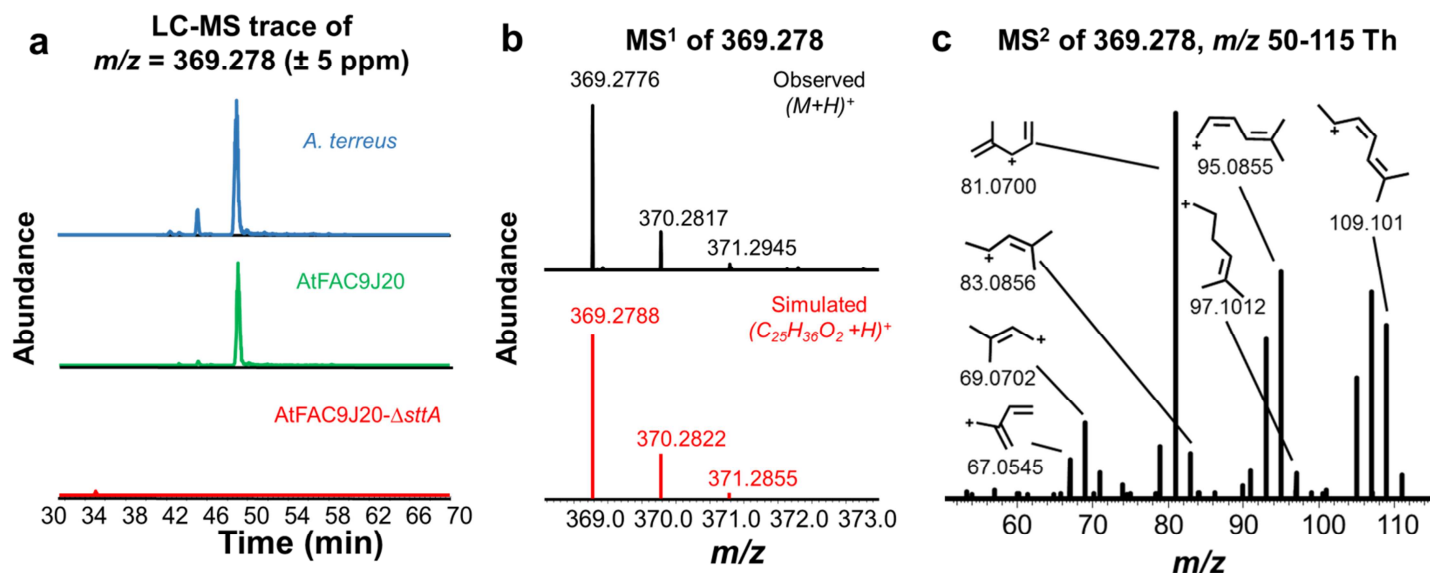 a
LC-MS trace of
m/z = 369.278 (± 5 ppm)
Abundance
A. terreus
AtFAC9J20
AtFAC9J20-ΔsttA
30 34 38 42 46 50 54 58 62 66 70
Time (min)
b
MS¹ of 369.278
Abundance
369.2776
Observed
(M+H)⁺
370.2817
371.2945
369.2788
Simulated
(C₂₅H₃₆O₂ +H)⁺
370.2822
371.2855
369.0 370.0 371.0 372.0 373.0
m/z
c
MS² of 369.278, m/z 50-115 Th
+
81.0700
+
95.0855
+
109.101
+
83.0856
+
97.1012
+
69.0702
+
67.0545
60 70 80 90 100 110
m/z